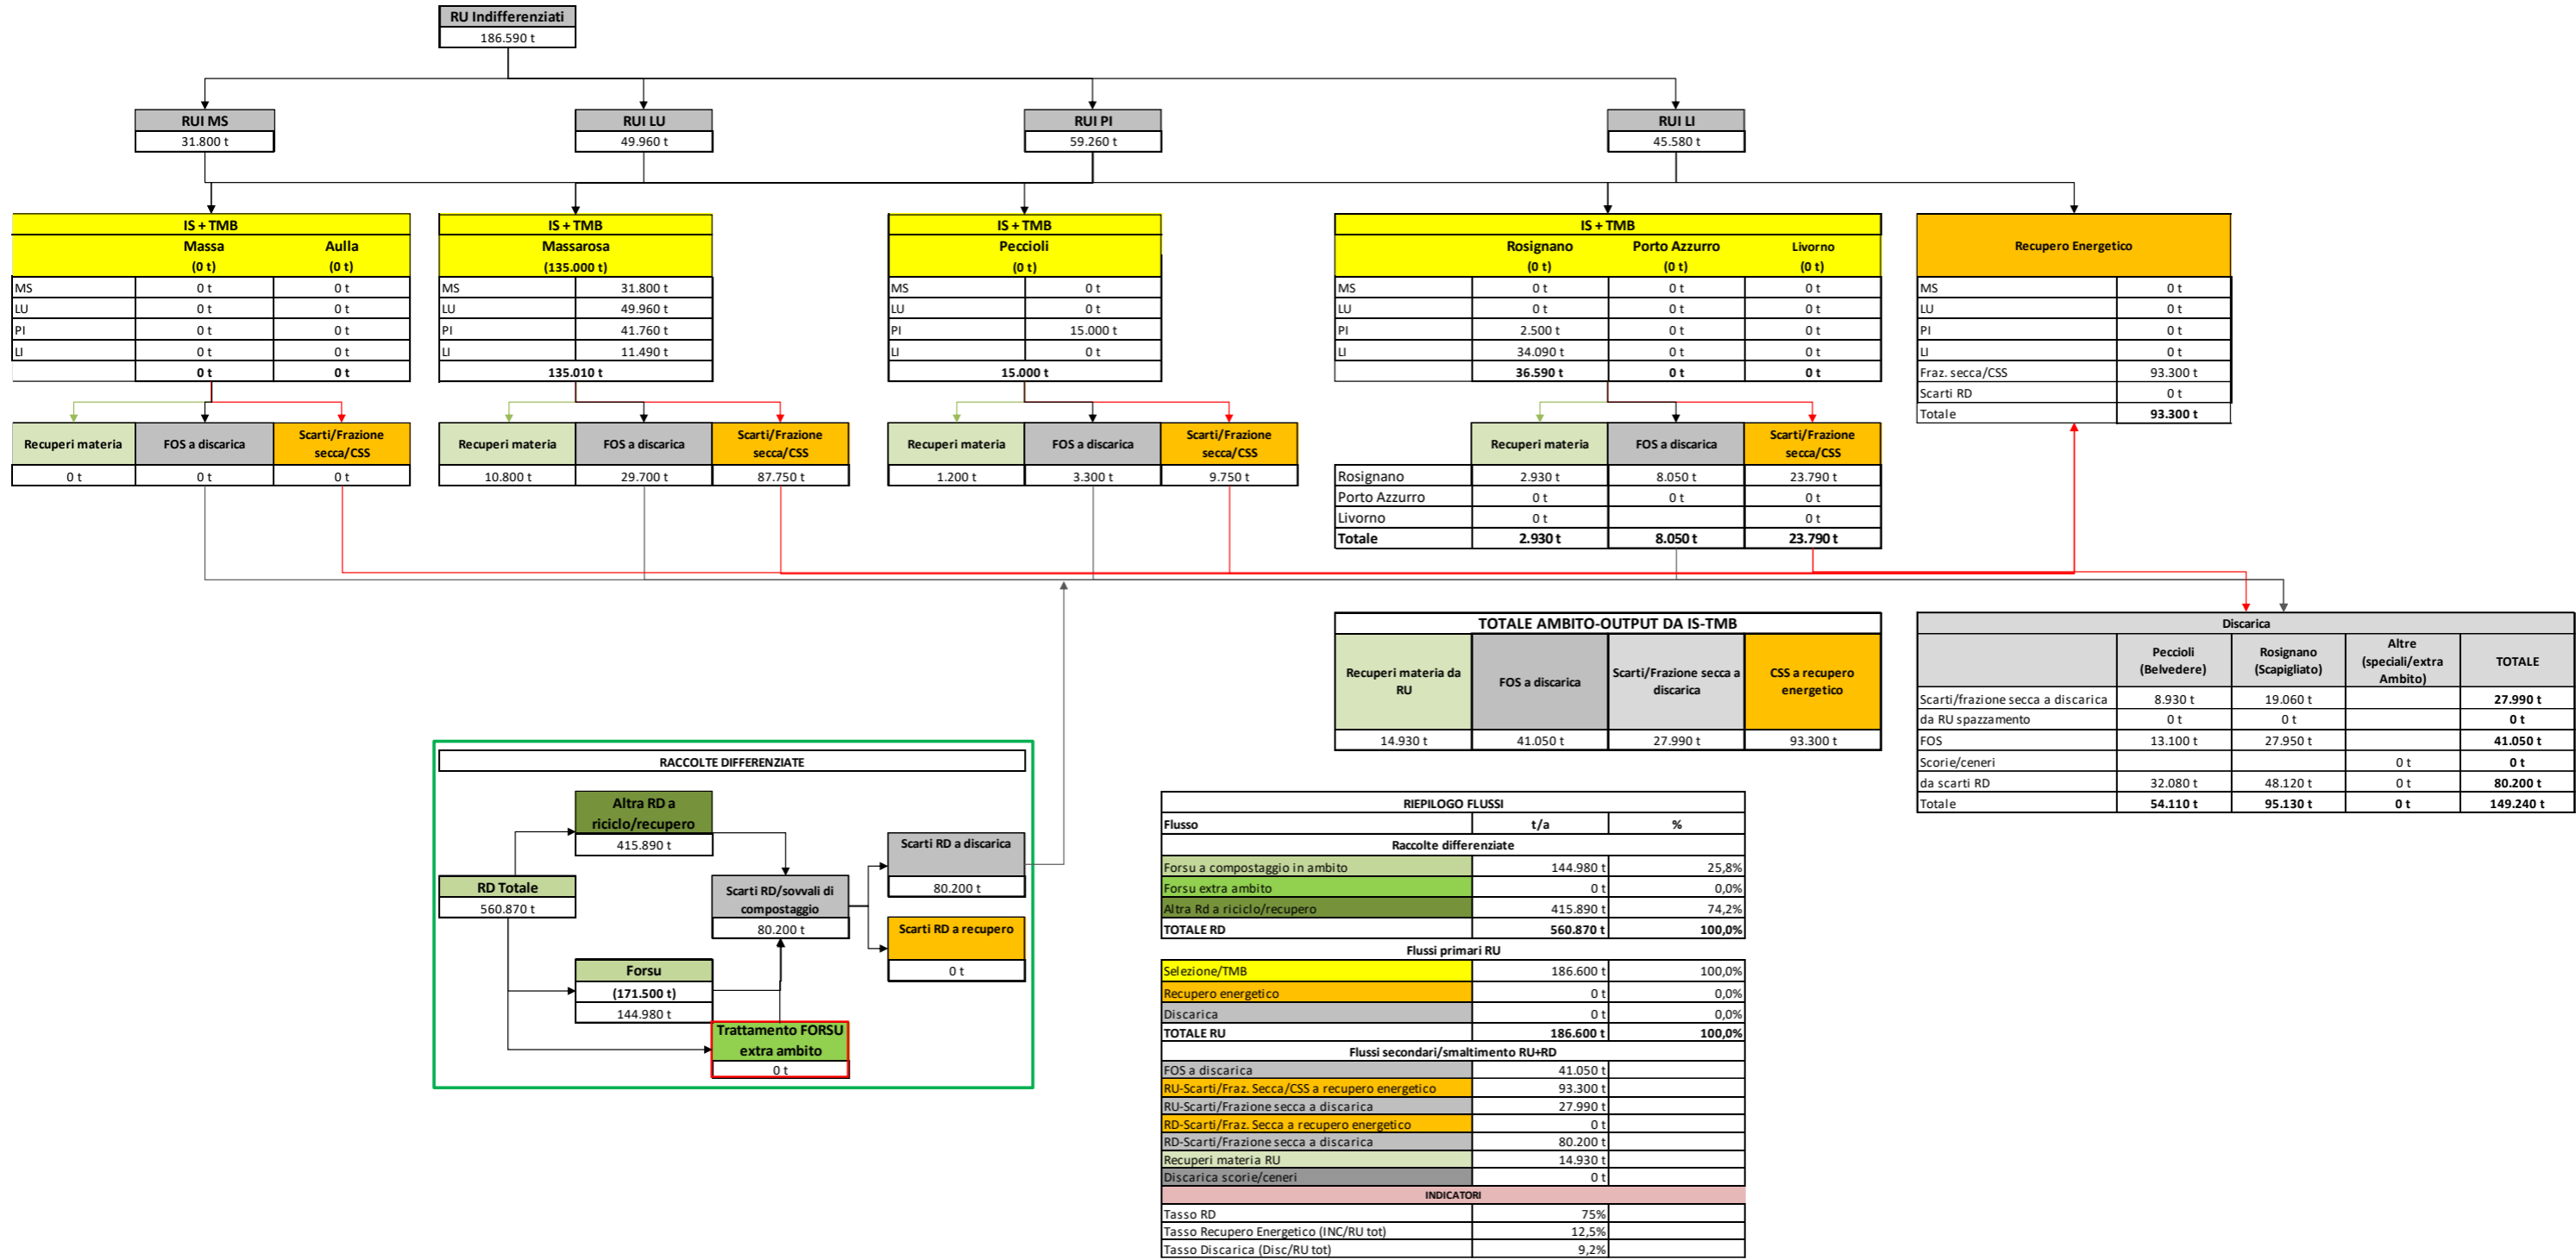 RU Indifferenziati
186.590 t
RUI MS
31.800 t
RUI LU
49.960 t
RUI PI
59.260 t
RUI LI
45.580 t
IS + TMB
Massa Aulla
(0 t) (0 t)
MS 0 t 0 t
LU 0 t 0 t
PI 0 t 0 t
LI 0 t 0 t
0 t 0 t
Recuperi materia FOS a discarica Scarti/Frazione
secca/CSS
0 t 0 t 0 t
IS + TMB
Massarosa
(135.000 t)
MS 31.800 t
LU 49.960 t
PI 41.760 t
LI 11.490 t
135.010 t
Recuperi materia FOS a discarica Scarti/Frazione
secca/CSS
10.800 t 29.700 t 87.750 t
IS + TMB
Peccioli
(0 t)
MS 0 t
LU 0 t
PI 15.000 t
LI 0 t
15.000 t
Recuperi materia FOS a discarica Scarti/Frazione
secca/CSS
1.200 t 3.300 t 9.750 t
IS + TMB
Rosignano Porto Azzurro Livorno
(0 t) (0 t) (0 t)
MS 0 t 0 t 0 t
LU 0 t 0 t 0 t
PI 2.500 t 0 t 0 t
LI 34.090 t 0 t 0 t
36.590 t 0 t 0 t
Recuperi materia FOS a discarica Scarti/Frazione
secca/CSS
Rosignano 2.930 t 8.050 t 23.790 t
Porto Azzurro 0 t 0 t 0 t
Livorno 0 t 0 t
Totale 2.930 t 8.050 t 23.790 t
Recupero Energetico
MS 0 t
LU 0 t
PI 0 t
LI 0 t
Fraz. secca/CSS 93.300 t
Scarti RD 0 t
Totale 93.300 t
TOTALE AMBITO-OUTPUT DA IS-TMB
Recuperi materia da
RU
FOS a discarica
Scarti/Frazione secca a
discarica
CSS a recupero
energetico
14.930 t 41.050 t 27.990 t 93.300 t
Discarica
Peccioli
(Belvedere)
Rosignano
(Scapigliato)
Altre
(speciali/extra
Ambito)
TOTALE
Scarti/frazione secca a discarica 8.930 t 19.060 t 27.990 t
da RU spazzamento 0 t 0 t 0 t
FOS 13.100 t 27.950 t 41.050 t
Scorie/ceneri 0 t 0 t
da scarti RD 32.080 t 48.120 t 0 t 80.200 t
Totale 54.110 t 95.130 t 0 t 149.240 t
RACCOLTE DIFFERENZIATE
Altra RD a
riciclo/recupero
415.890 t
RD Totale
560.870 t
Scarti RD/sovvali di
compostaggio
80.200 t
Scarti RD a discarica
80.200 t
Scarti RD a recupero
0 t
Forsu
(171.500 t)
144.980 t
Trattamento FORSU
extra ambito
0 t
RIEPILOGO FLUSSI
Flusso t/a %
Raccolte differenziate
Forsu a compostaggio in ambito 144.980 t 25,8%
Forsu extra ambito 0 t 0,0%
Altra Rd a riciclo/recupero 415.890 t 74,2%
TOTALE RD 560.870 t 100,0%
Flussi primari RU
Selezione/TMB 186.600 t 100,0%
Recupero energetico 0 t 0,0%
Discarica 0 t 0,0%
TOTALE RU 186.600 t 100,0%
Flussi secondari/smaltimento RU+RD
FOS a discarica 41.050 t
RU-Scarti/Fraz. Secca/CSS a recupero energetico 93.300 t
RU-Scarti/Frazione secca a discarica 27.990 t
RD-Scarti/Fraz. Secca a recupero energetico 0 t
RD-Scarti/Frazione secca a discarica 80.200 t
Recuperi materia RU 14.930 t
Discarica scorie/ceneri 0 t
INDICATORI
Tasso RD 75%
Tasso Recupero Energetico (INC/RU tot) 12,5%
Tasso Discarica (Disc/RU tot) 9,2%